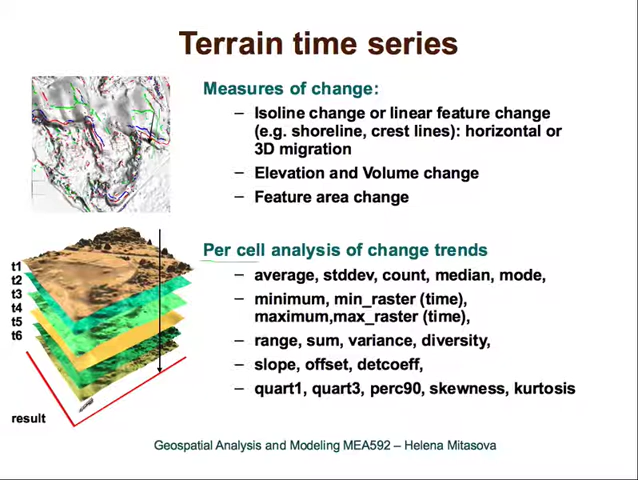 Terrain time series
Measures of change:
– Isoline change or linear feature change
(e.g. shoreline, crest lines): horizontal or
3D migration
– Elevation and Volume change
– Feature area change
Per cell analysis of change trends
– average, stddev, count, median, mode,
– minimum, min_raster (time),
maximum,max_raster (time),
– range, sum, variance, diversity,
– slope, offset, detcoeff,
– quart1, quart3, perc90, skewness, kurtosis
t1
t2
t3
t4
t5
t6
result
Geospatial Analysis and Modeling MEA592 – Helena Mitasova